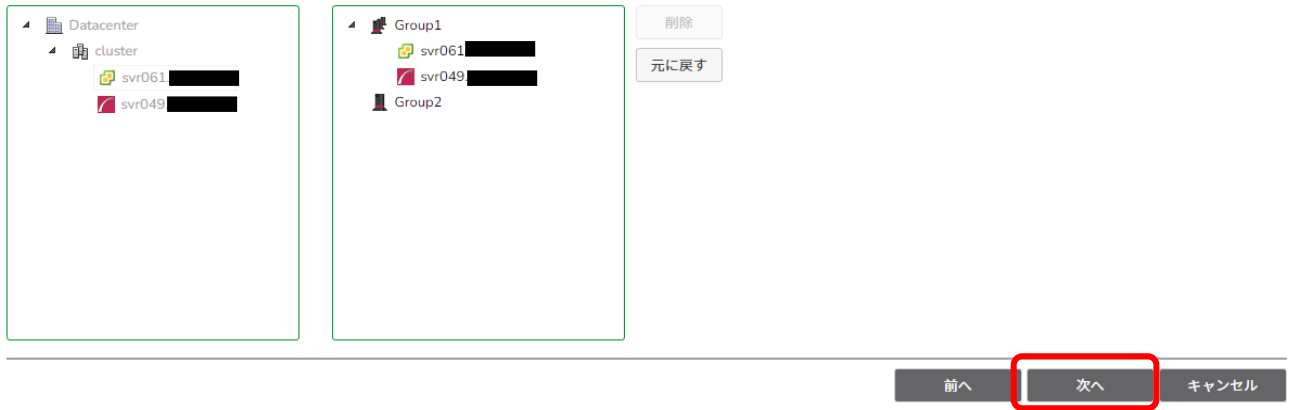 Datacenter
cluster
svr061.
svr049.
Group1
svr061
svr049.
Group2
削除
元に戻す
前へ
次へ
キャンセル